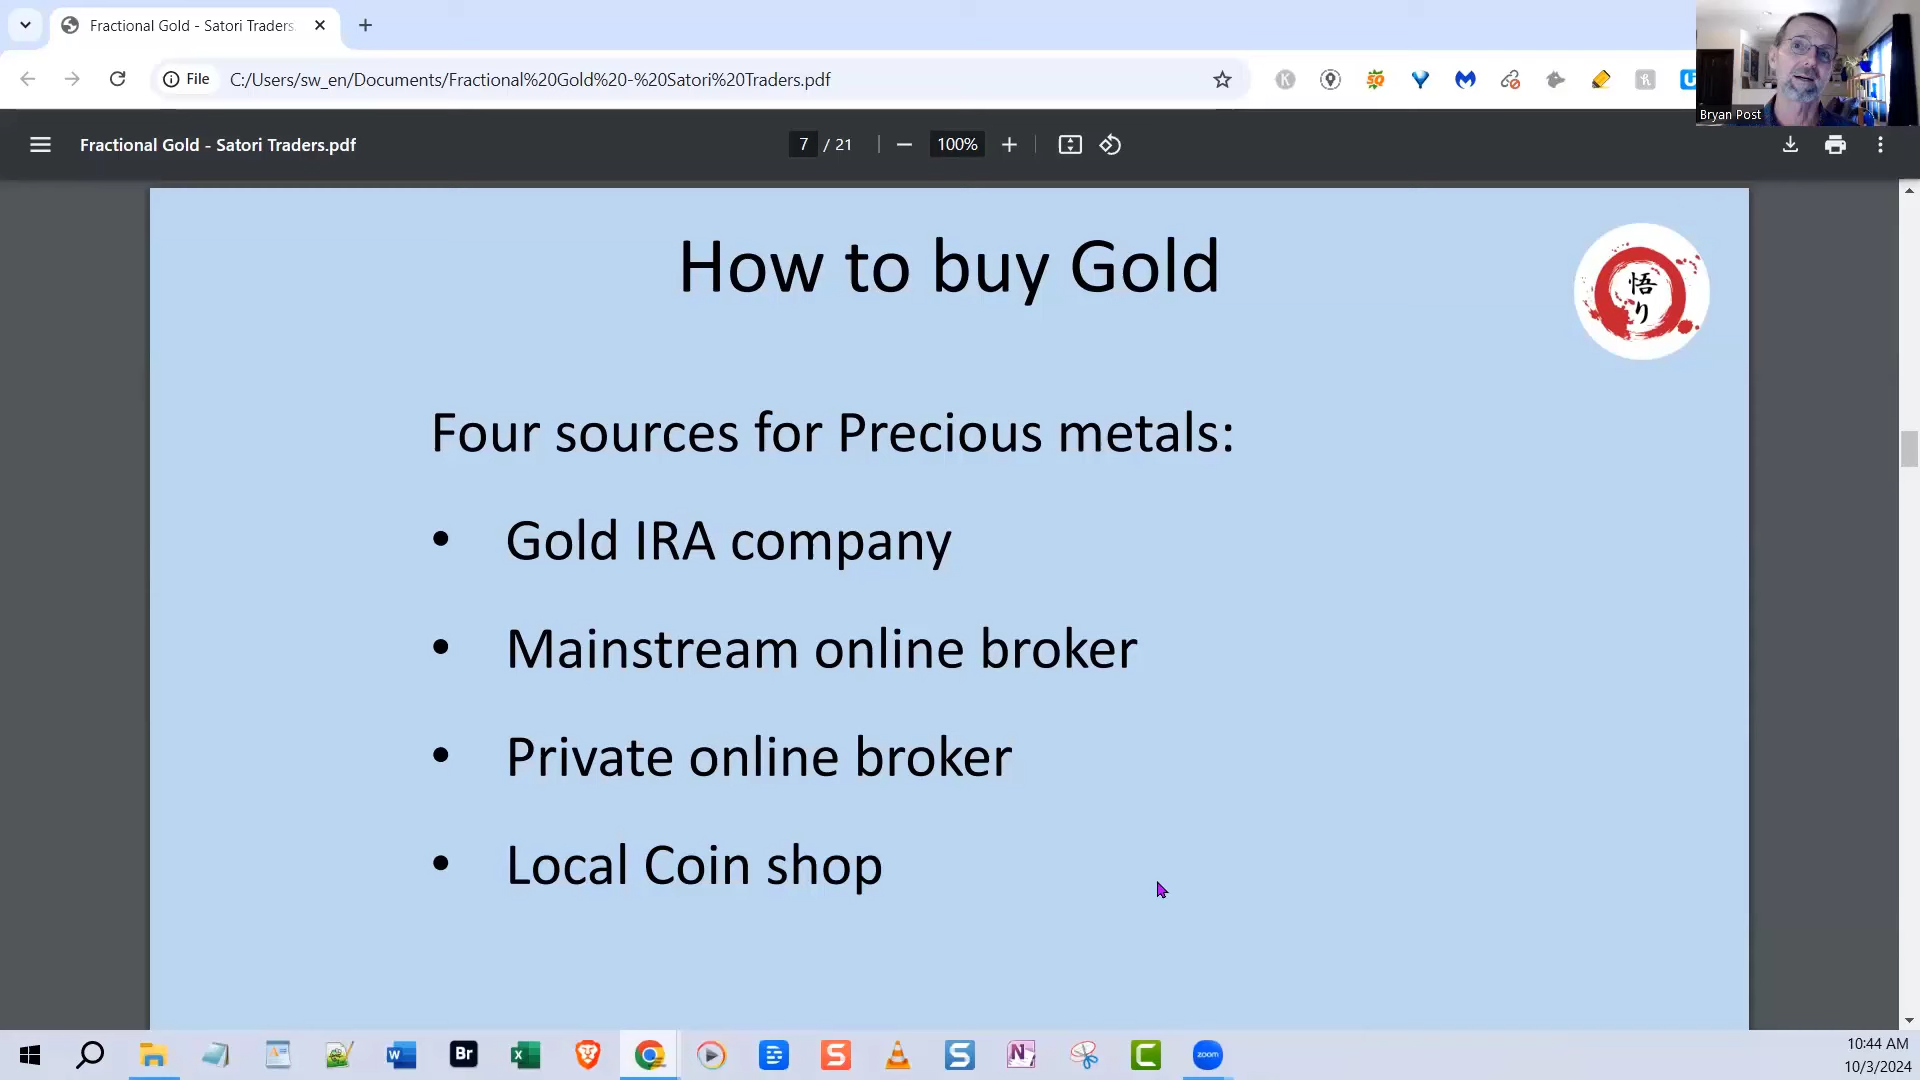 Fractional Gold - Satori Traders
File
C:/Users/sw_en/Documents/Fractional%20Gold%20-%20Satori%20Traders.pdf
Bryan Post
Fractional Gold - Satori Traders.pdf
7 / 21
100%
How to buy Gold
悟
り
Four sources for Precious metals:
• Gold IRA company
• Mainstream online broker
• Private online broker
• Local Coin shop
Br
zoom
10:44 AM
10/3/2024